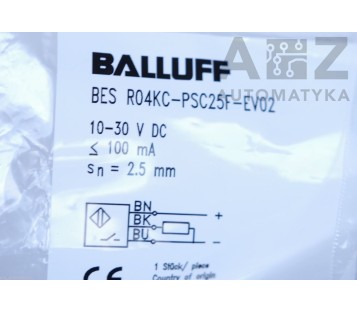 BALLUFF
A Z
AUTOMATYKA
BES R04KC-PSC25F-EV02
10-30 V DC
≤ 100 mA
sn = 2.5 mm
BN
+
BK
BU
-
1 Stück/ piece
Country of origin
CE